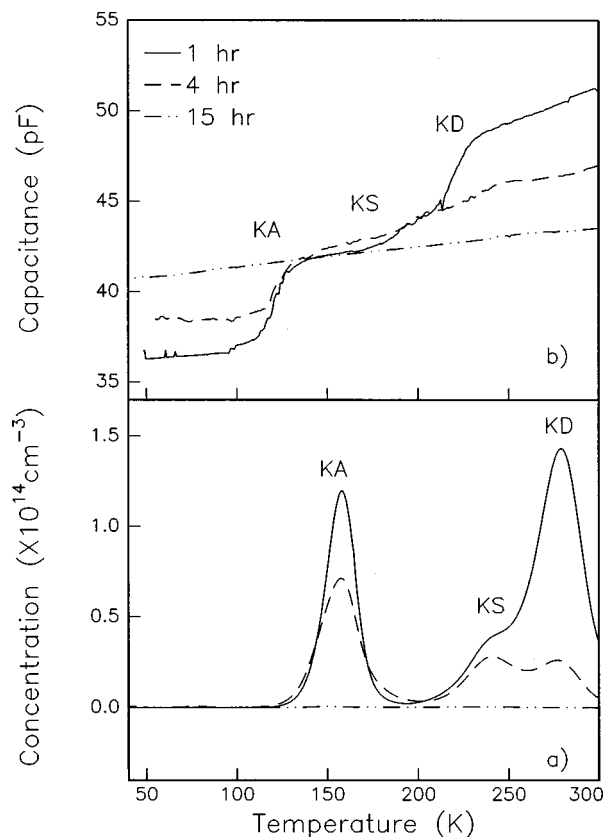 55
50
45
40
35
Capacitance (pF)
1 hr
4 hr
15 hr
KA
KS
KD
b)
1.5
1.0
0.5
0.0
Concentration (X10¹⁴cm⁻³)
KA
KS
KD
a)
50 100 150 200 250 300
Temperature (K)